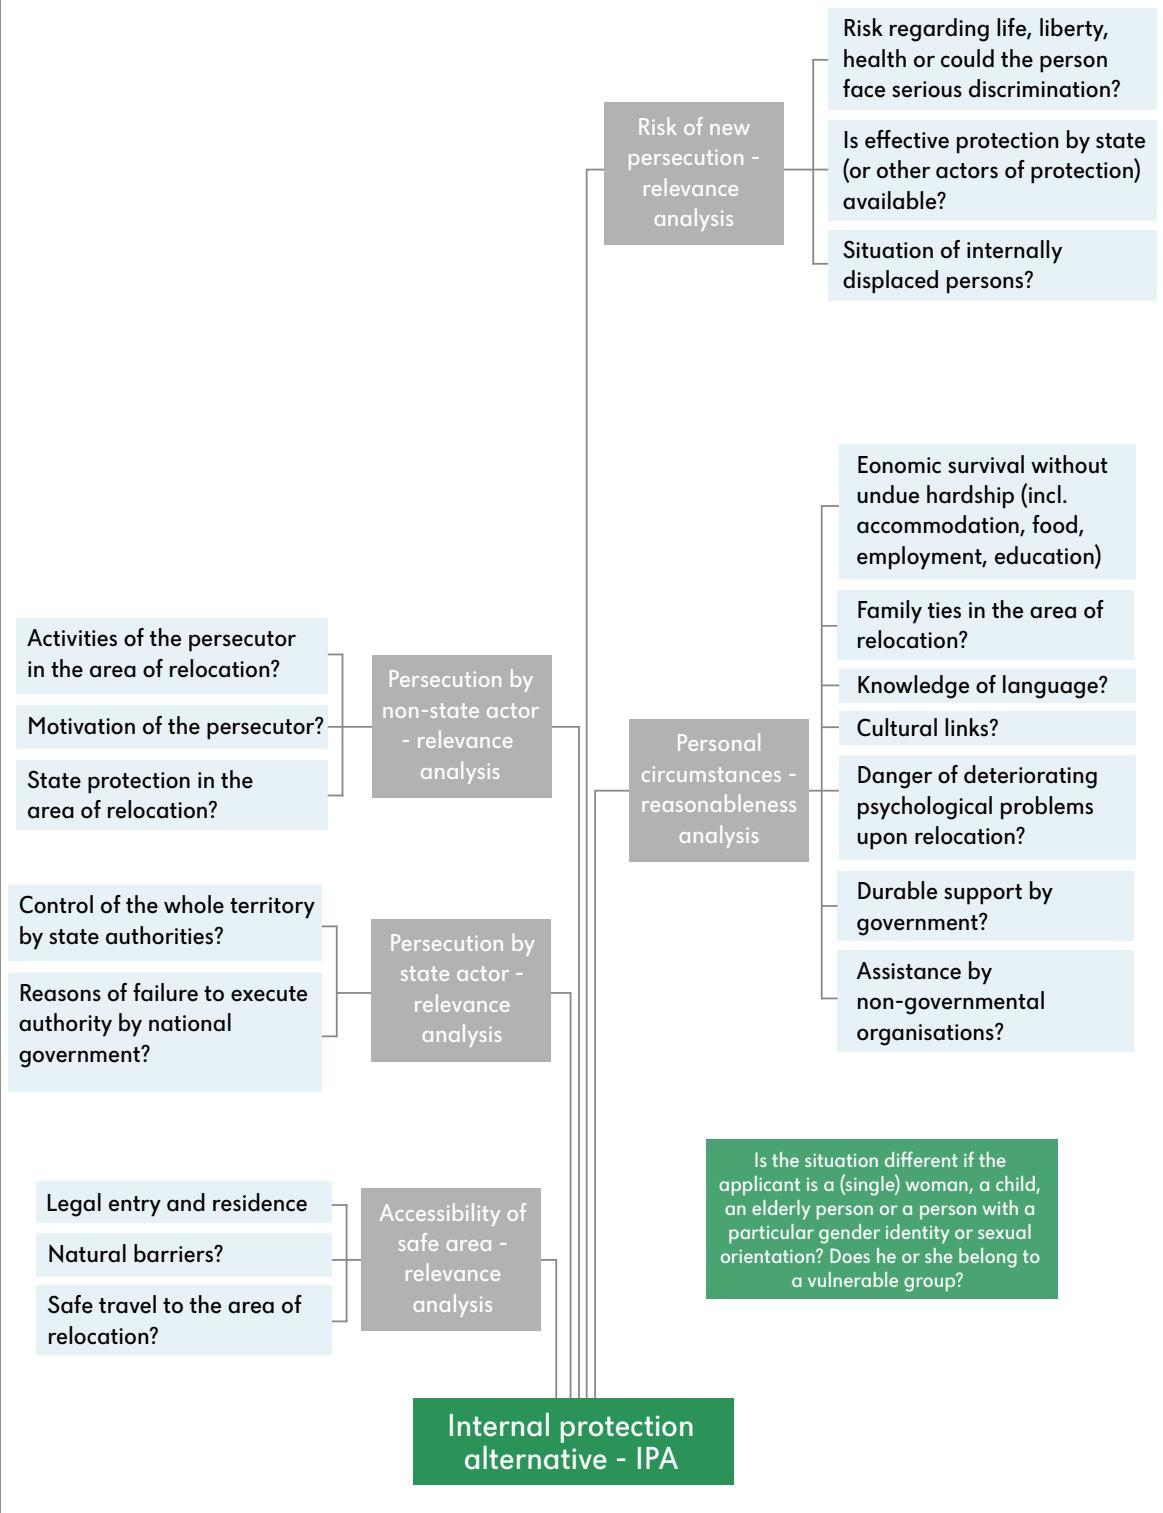 Risk regarding life, liberty,
health or could the person
face serious discrimination?
Risk of new
persecution -
relevance
analysis
Is effective protection by state
(or other actors of protection)
available?
Situation of internally
displaced persons?
Eonomic survival without
undue hardship (incl.
accommodation, food,
employment, education)
Family ties in the area of
relocation?
Knowledge of language?
Cultural links?
Personal
circumstances -
reasonableness
analysis
Danger of deteriorating
psychological problems
upon relocation?
Durable support by
government?
Assistance by
non-governmental
organisations?
Activities of the persecutor
in the area of relocation?
Motivation of the persecutor?
State protection in the
area of relocation?
Persecution by
non-state actor
- relevance
analysis
Control of the whole territory
by state authorities?
Reasons of failure to execute
authority by national
government?
Persecution by
state actor -
relevance
analysis
Legal entry and residence
Natural barriers?
Safe travel to the area of
relocation?
Accessibility of
safe area -
relevance
analysis
Is the situation different if the
applicant is a (single) woman, a child,
an elderly person or a person with a
particular gender identity or sexual
orientation? Does he or she belong to
a vulnerable group?
Internal protection
alternative - IPA